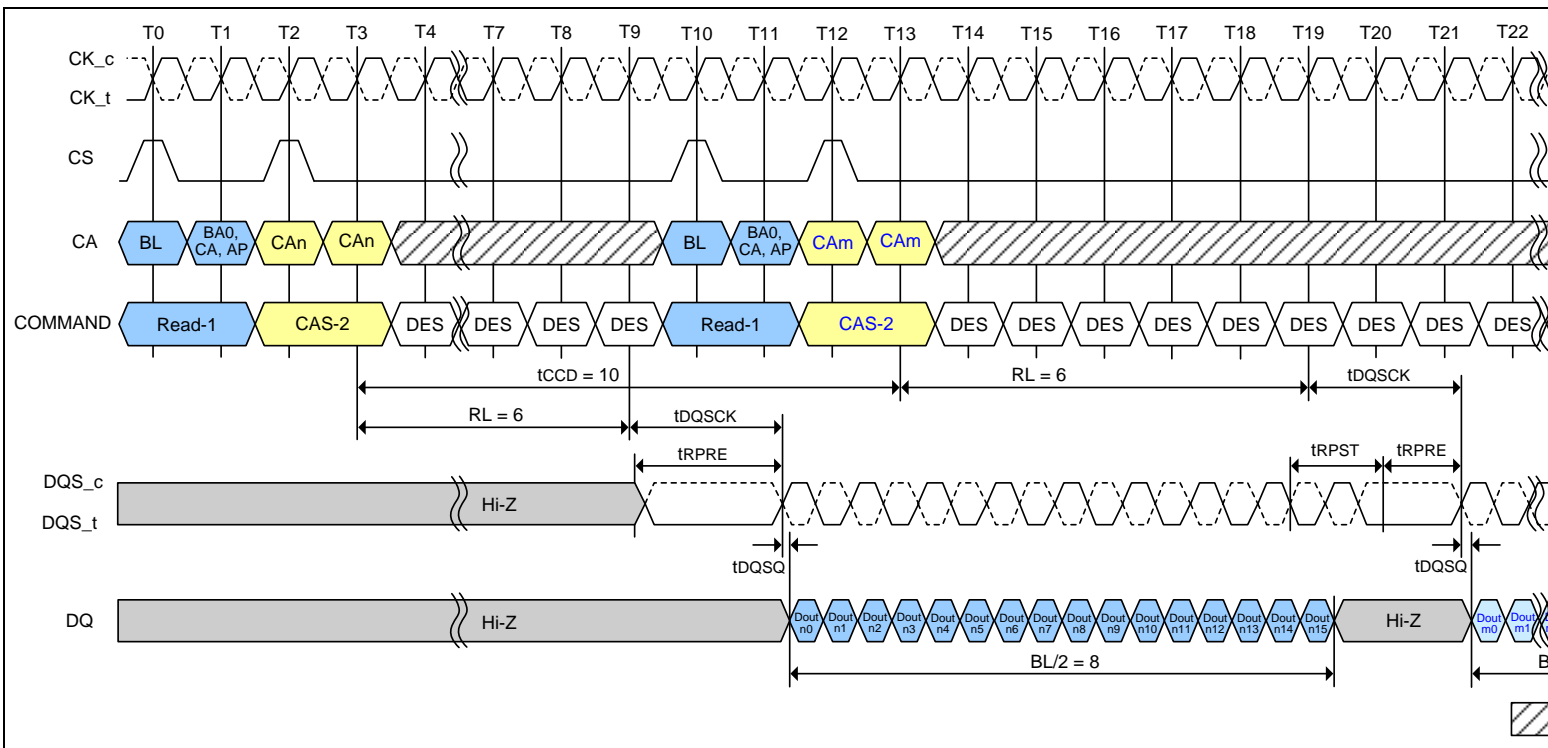 T0 T1 T2 T3 T4 T7 T8 T9 T10 T11 T12 T13 T14 T15 T16 T17 T18 T19 T20 T21 T22
CK_c
CK_t
CS
CA BL BA0, CA, AP CAn CAn BL BA0, CA, AP CAm CAm
COMMAND Read-1 CAS-2 DES DES DES DES Read-1 CAS-2 DES DES DES DES DES DES DES DES DES
tCCD = 10 RL = 6 tDQSCK
RL = 6 tDQSCK
tRPRE tRPST tRPRE
DQS_c
Hi-Z
DQS_t
tDQSQ tDQSQ
DQ Hi-Z Dout n0 Dout n1 Dout n2 Dout n3 Dout n4 Dout n5 Dout n6 Dout n7 Dout n8 Dout n9 Dout n10 Dout n11 Dout n12 Dout n13 Dout n14 Dout n15 Hi-Z Dout m0 Dout m1
BL/2 = 8 B